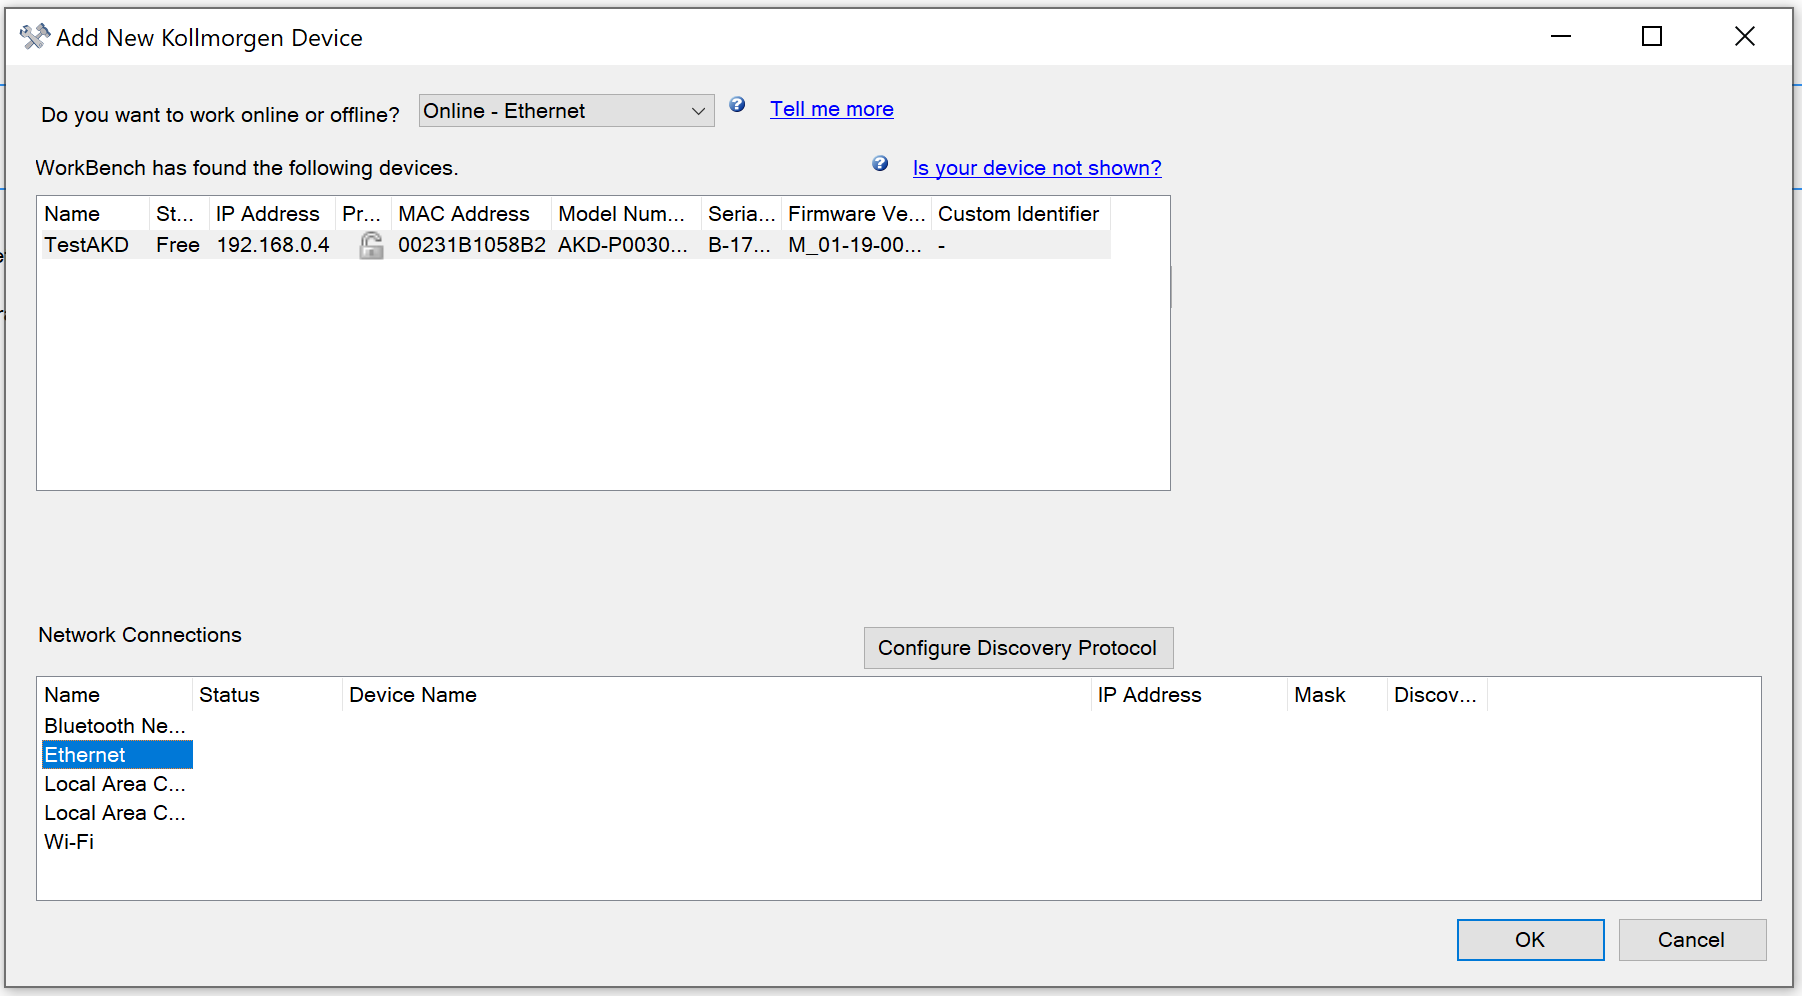 Add New Kollmorgen Device
Do you want to work online or offline? Online - Ethernet Tell me more
WorkBench has found the following devices. Is your device not shown?
Name St... IP Address Pr... MAC Address Model Num... Seria... Firmware Ve... Custom Identifier
TestAKD Free 192.168.0.4 00231B1058B2 AKD-P0030... B-17... M_01-19-00... -
Network Connections Configure Discovery Protocol
Name Status Device Name IP Address Mask Discov...
Bluetooth Ne...
Ethernet
Local Area C...
Local Area C...
Wi-Fi
OK Cancel